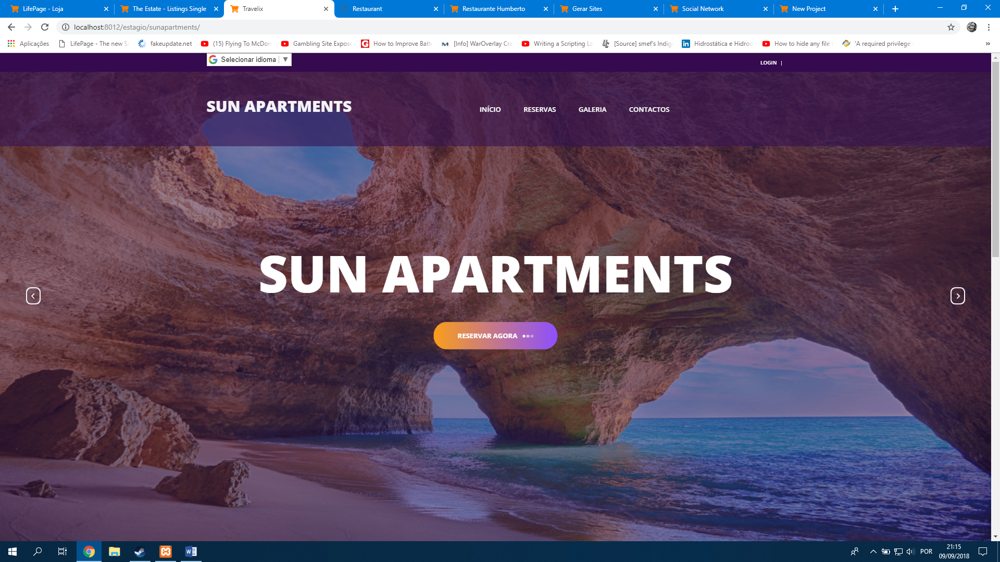 LifePage - Loja
The Estate - Listings Single
Travelix
Restaurant
Restaurante Humberto
Gerar Sites
Social Network
New Project
localhost:8012/estagio/sunapartments/
Aplicações
LifePage - The new S
fakeupdate.net
(15) Flying To McDon
Gambling Site Expose
How to Improve Batt
[Info] WarOverlay Cra
Writing a Scripting La
[Source] smef's Indig
Hidrostática e Hidrod
How to hide any file
'A required privilege
»
Selecionar idioma
LOGIN |
SUN APARTMENTS
INÍCIO
RESERVAS
GALERIA
CONTACTOS
SUN APARTMENTS
RESERVAR AGORA
POR
21:15
09/09/2018